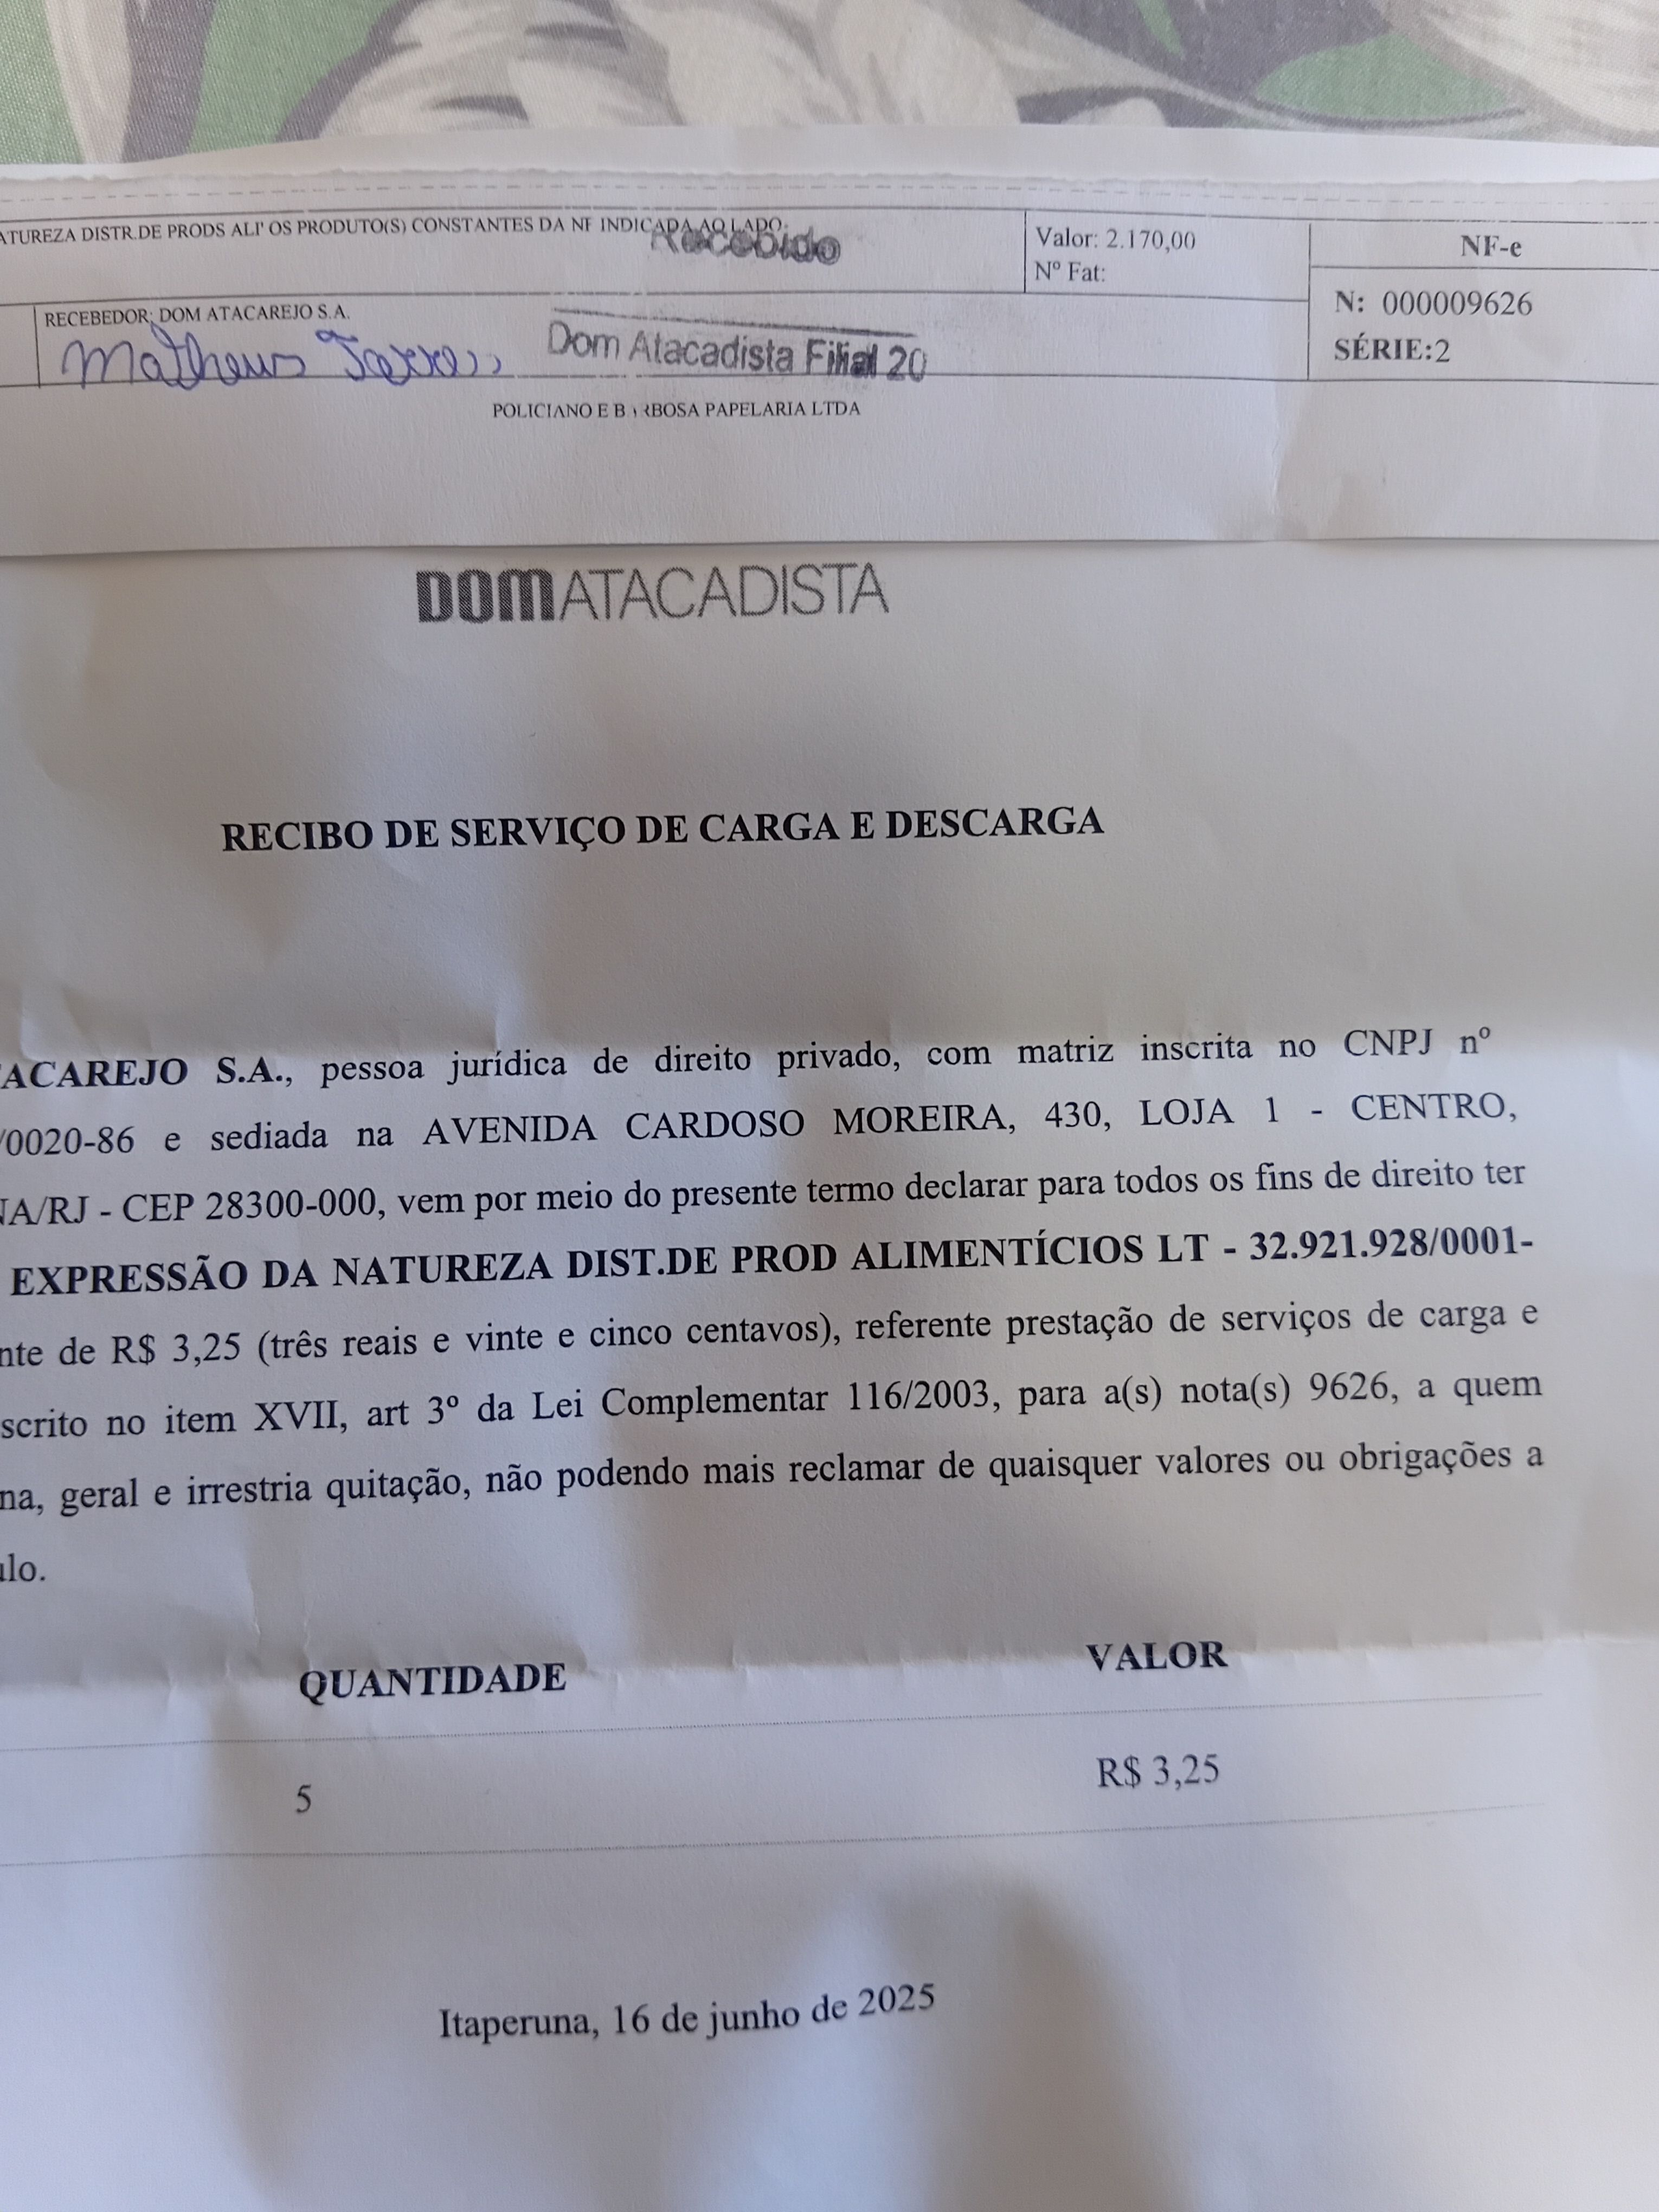 ATUREZA DISTR.DE PRODS ALI' OS PRODUTO(S) CONSTANTES DA NF INDICADA AO LADO:
Recebido
Valor: 2.170,00
Nº Fat:
NF-e
N: 000009626
SÉRIE:2
RECEBEDOR: DOM ATACAREJO S.A.
Matheus
Dom Atacadista Filial 20
POLICIANO E BARBOSA PAPELARIA LTDA
DOMATACADISTA
RECIBO DE SERVIÇO DE CARGA E DESCARGA
ACAREJO S.A., pessoa jurídica de direito privado, com matriz inscrita no CNPJ nº
/0020-86 e sediada na AVENIDA CARDOSO MOREIRA, 430, LOJA 1 - CENTRO,
NA/RJ - CEP 28300-000, vem por meio do presente termo declarar para todos os fins de direito ter
EXPRESSÃO DA NATUREZA DIST.DE PROD ALIMENTÍCIOS LT - 32.921.928/0001-
nte de R$ 3,25 (três reais e vinte e cinco centavos), referente prestação de serviços de carga e
scrito no item XVII, art 3º da Lei Complementar 116/2003, para a(s) nota(s) 9626, a quem
na, geral e irrestria quitação, não podendo mais reclamar de quaisquer valores ou obrigações a
ulo.
QUANTIDADE VALOR
5 R$ 3,25
Itaperuna, 16 de junho de 2025